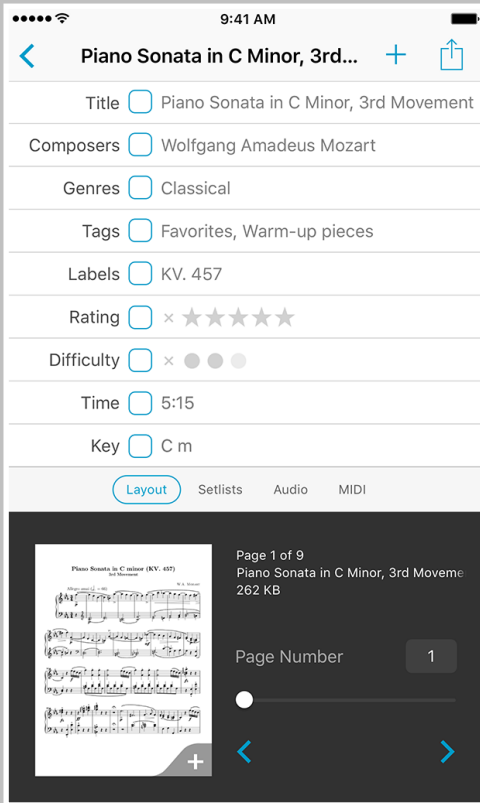 9:41 AM
Piano Sonata in C Minor, 3rd...
Title Piano Sonata in C Minor, 3rd Movement
Composers Wolfgang Amadeus Mozart
Genres Classical
Tags Favorites, Warm-up pieces
Labels KV. 457
Rating × ★★★★★
Difficulty ×
Time 5:15
Key C m
Layout Setlists Audio MIDI
Page 1 of 9
Piano Sonata in C Minor, 3rd Moveme
262 KB
Page Number 1
Piano Sonata in C minor (KV. 457)
3rd Movement
W. A. Mozart